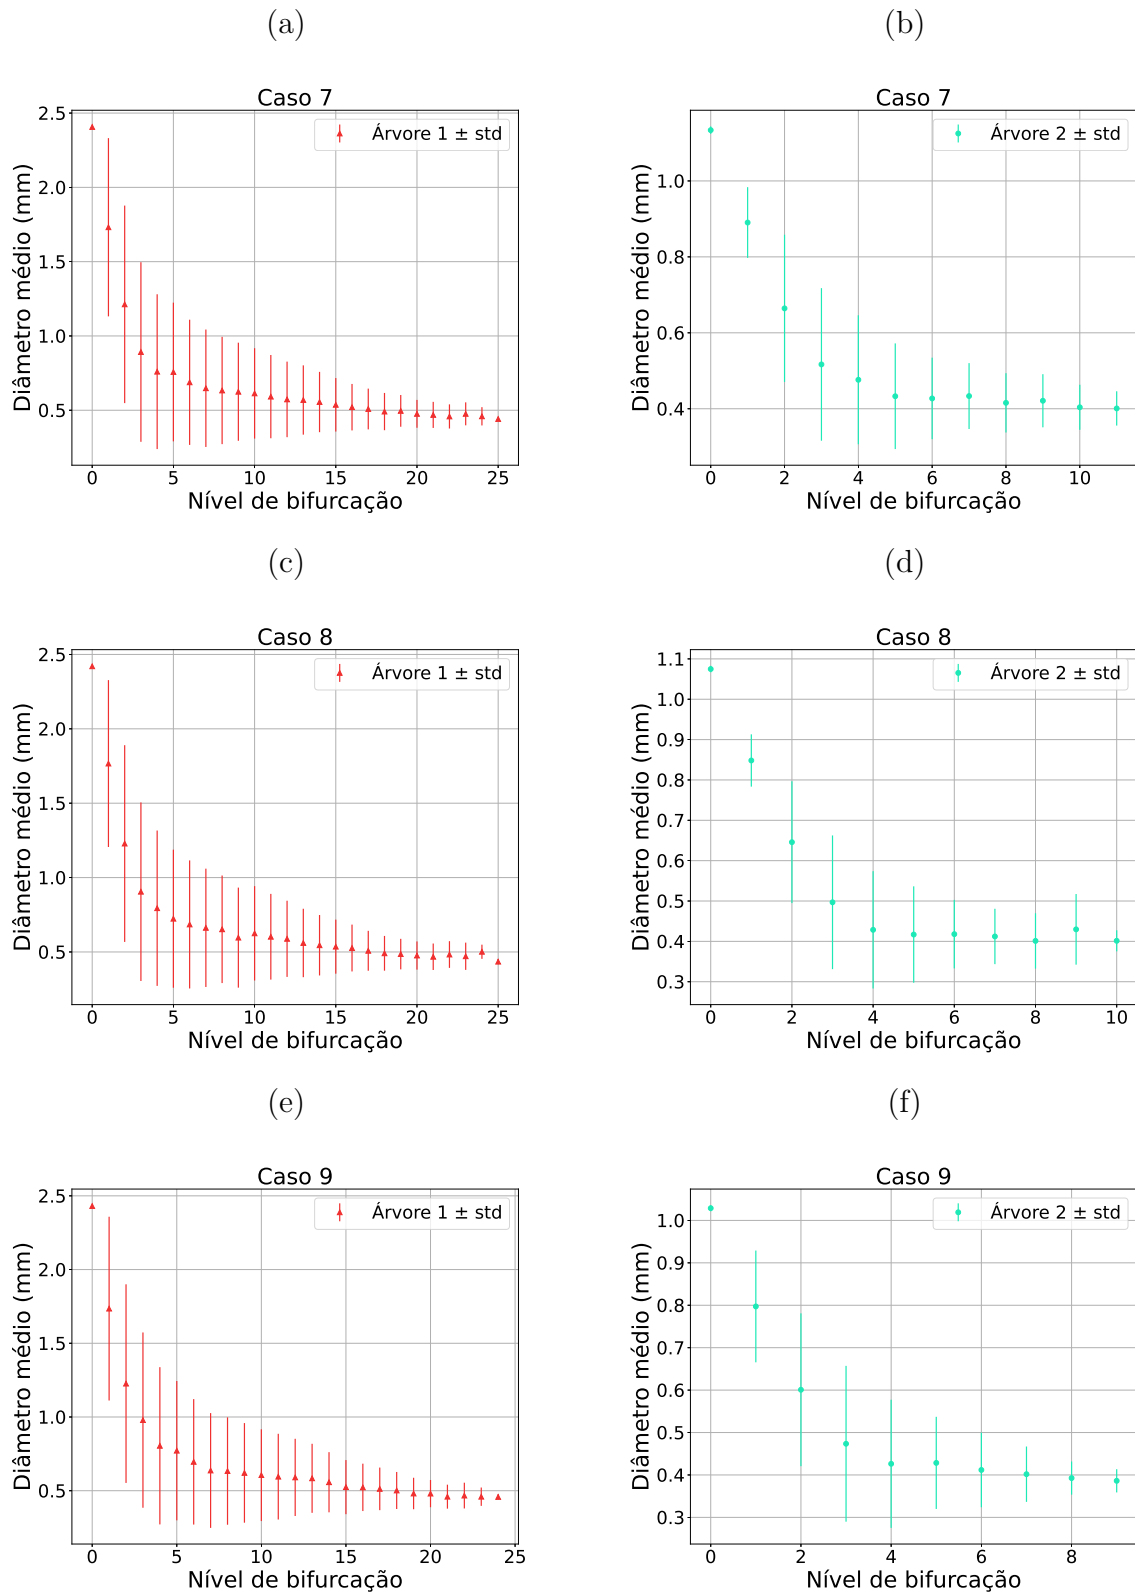 (a)
(b)
Caso 7
Diâmetro médio (mm)
2.5
2.0
1.5
1.0
0.5
Árvore 1 ± std
0 5 10 15 20 25
Nível de bifurcação
Caso 7
Diâmetro médio (mm)
1.0
0.8
0.6
0.4
Árvore 2 ± std
0 2 4 6 8 10
Nível de bifurcação
(c)
(d)
Caso 8
Diâmetro médio (mm)
2.5
2.0
1.5
1.0
0.5
Árvore 1 ± std
0 5 10 15 20 25
Nível de bifurcação
Caso 8
Diâmetro médio (mm)
1.1
1.0
0.9
0.8
0.7
0.6
0.5
0.4
0.3
Árvore 2 ± std
0 2 4 6 8 10
Nível de bifurcação
(e)
(f)
Caso 9
Diâmetro médio (mm)
2.5
2.0
1.5
1.0
0.5
Árvore 1 ± std
0 5 10 15 20 25
Nível de bifurcação
Caso 9
Diâmetro médio (mm)
1.0
0.9
0.8
0.7
0.6
0.5
0.4
0.3
Árvore 2 ± std
0 2 4 6 8
Nível de bifurcação